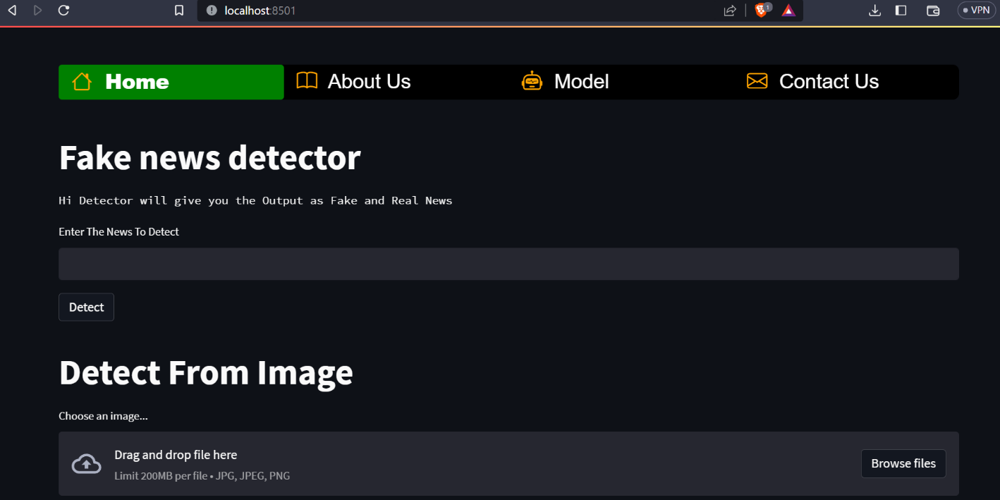 localhost:8501
1
VPN
Home
About Us
Model
Contact Us
Fake news detector
Hi Detector will give you the Output as Fake and Real News
Enter The News To Detect
Detect
Detect From Image
Choose an image...
Drag and drop file here
Limit 200MB per file • JPG, JPEG, PNG
Browse files